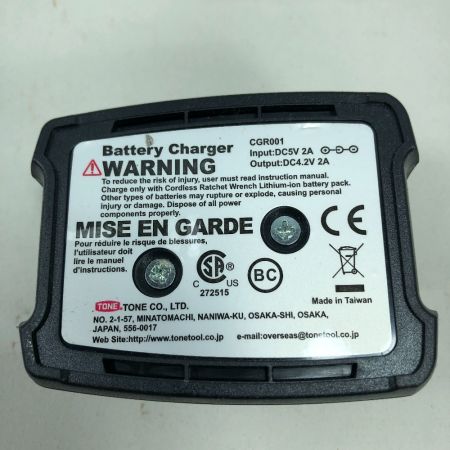 Battery Charger
CGR001
Input:DC5V 2A
Output:DC4.2V 2A
WARNING
To reduce the risk of injury, user must read instruction manual.
Charge only with Cordless Ratchet Wrench Lithium-ion battery pack.
Other types of batteries may rupture or explode, causing personal
injury or damage. Dispose of all power
components properly.
MISE EN GARDE
Pour réduire le risque de blessures,
l'utilisateur doit
lire le manuel
d'instructions.
SA
C US
272515
BC
CE
Made in Taiwan
TONE TONE CO., LTD.
NO. 2-1-57, MINATOMACHI, NANIWA-KU, OSAKA-SHI, OSAKA,
JAPAN, 556-0017
Web Site:http://www.tonetool.co.jp e-mail:overseas@tonetool.co.jp